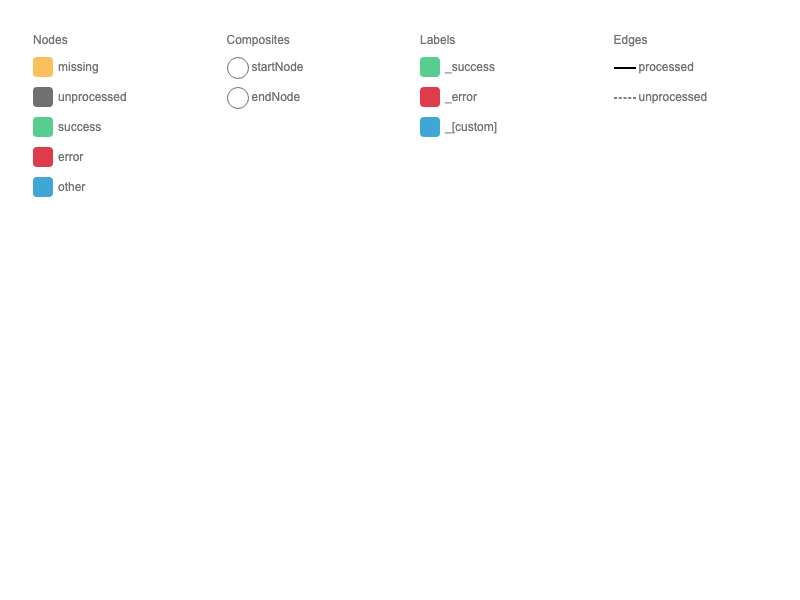 Nodes
missing
unprocessed
success
error
other
Composites
startNode
endNode
Labels
_success
_error
_[custom]
Edges
processed
unprocessed